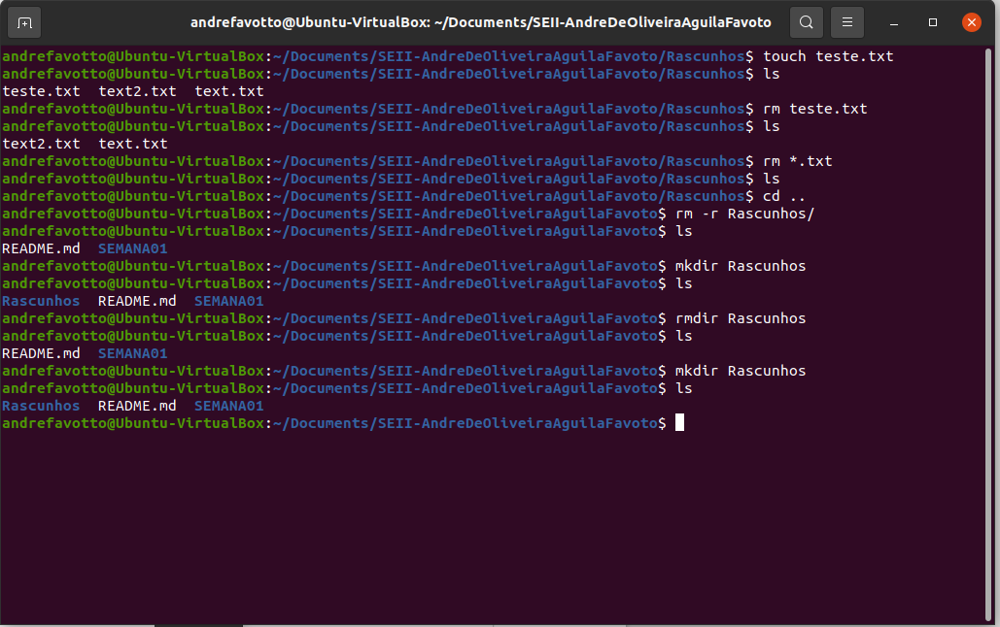 andrefavotto@Ubuntu-VirtualBox: ~/Documents/SEII-AndreDeOliveiraAguilaFavoto
andrefavotto@Ubuntu-VirtualBox:~/Documents/SEII-AndreDeOliveiraAguilaFavoto/Rascunhos$ touch teste.txt
andrefavotto@Ubuntu-VirtualBox:~/Documents/SEII-AndreDeOliveiraAguilaFavoto/Rascunhos$ ls
teste.txt  text2.txt  text.txt
andrefavotto@Ubuntu-VirtualBox:~/Documents/SEII-AndreDeOliveiraAguilaFavoto/Rascunhos$ rm teste.txt
andrefavotto@Ubuntu-VirtualBox:~/Documents/SEII-AndreDeOliveiraAguilaFavoto/Rascunhos$ ls
text2.txt  text.txt
andrefavotto@Ubuntu-VirtualBox:~/Documents/SEII-AndreDeOliveiraAguilaFavoto/Rascunhos$ rm *.txt
andrefavotto@Ubuntu-VirtualBox:~/Documents/SEII-AndreDeOliveiraAguilaFavoto/Rascunhos$ ls
andrefavotto@Ubuntu-VirtualBox:~/Documents/SEII-AndreDeOliveiraAguilaFavoto/Rascunhos$ cd ..
andrefavotto@Ubuntu-VirtualBox:~/Documents/SEII-AndreDeOliveiraAguilaFavoto$ rm -r Rascunhos/
andrefavotto@Ubuntu-VirtualBox:~/Documents/SEII-AndreDeOliveiraAguilaFavoto$ ls
README.md  SEMANA01
andrefavotto@Ubuntu-VirtualBox:~/Documents/SEII-AndreDeOliveiraAguilaFavoto$ mkdir Rascunhos
andrefavotto@Ubuntu-VirtualBox:~/Documents/SEII-AndreDeOliveiraAguilaFavoto$ ls
Rascunhos  README.md  SEMANA01
andrefavotto@Ubuntu-VirtualBox:~/Documents/SEII-AndreDeOliveiraAguilaFavoto$ rmdir Rascunhos
andrefavotto@Ubuntu-VirtualBox:~/Documents/SEII-AndreDeOliveiraAguilaFavoto$ ls
README.md  SEMANA01
andrefavotto@Ubuntu-VirtualBox:~/Documents/SEII-AndreDeOliveiraAguilaFavoto$ mkdir Rascunhos
andrefavotto@Ubuntu-VirtualBox:~/Documents/SEII-AndreDeOliveiraAguilaFavoto$ ls
Rascunhos  README.md  SEMANA01
andrefavotto@Ubuntu-VirtualBox:~/Documents/SEII-AndreDeOliveiraAguilaFavoto$